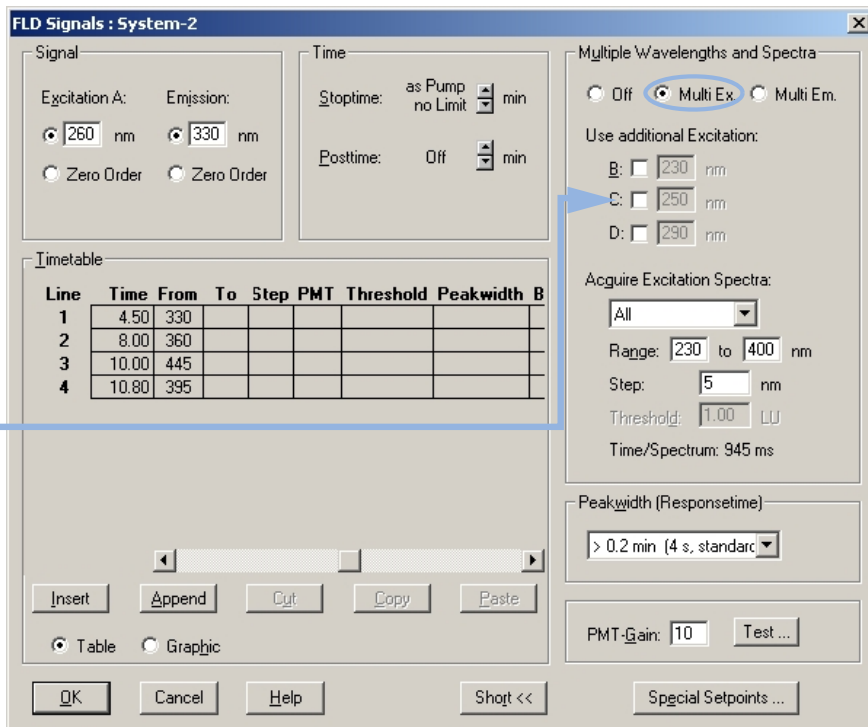 FLD Signals : System-2
Signal
Excitation A: Emission:
260 nm 330 nm
Zero Order Zero Order
Time
Stoptime: as Pump no Limit min
Posttime: Off min
Timetable
Line Time From To Step PMT Threshold Peakwidth B
1 4.50 330
2 8.00 360
3 10.00 445
4 10.80 395
Insert Append Cut Copy Paste
Table Graphic
Multiple Wavelengths and Spectra
Off Multi Ex. Multi Em.
Use additional Excitation:
B: 230 nm
C: 250 nm
D: 290 nm
Acquire Excitation Spectra:
All
Range: 230 to 400 nm
Step: 5 nm
Threshold: 1.00 LU
Time/Spectrum: 945 ms
Peakwidth (Responsetime)
> 0.2 min (4 s, standarc
PMT-Gain: 10 Test ...
OK Cancel Help Short << Special Setpoints ...